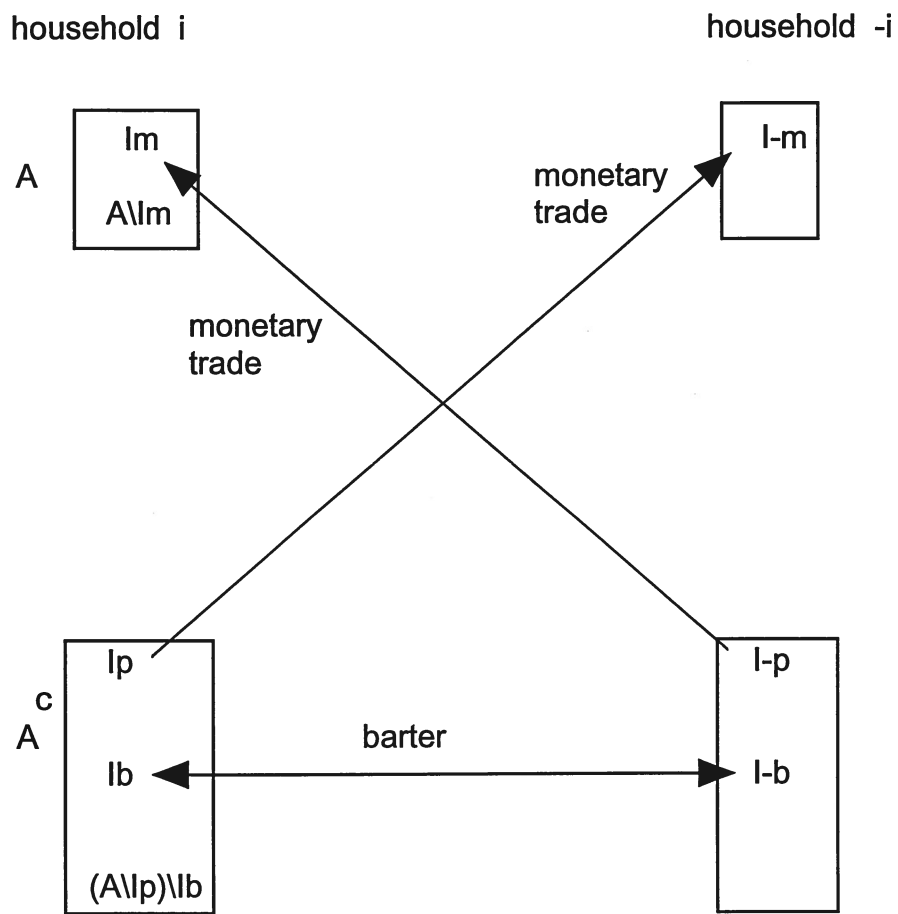 household i
household -i
Im
A
A\Im
I-m
monetary
trade
monetary
trade
Ip
I-p
c
A
barter
Ib
I-b
(A\Ip)\Ib